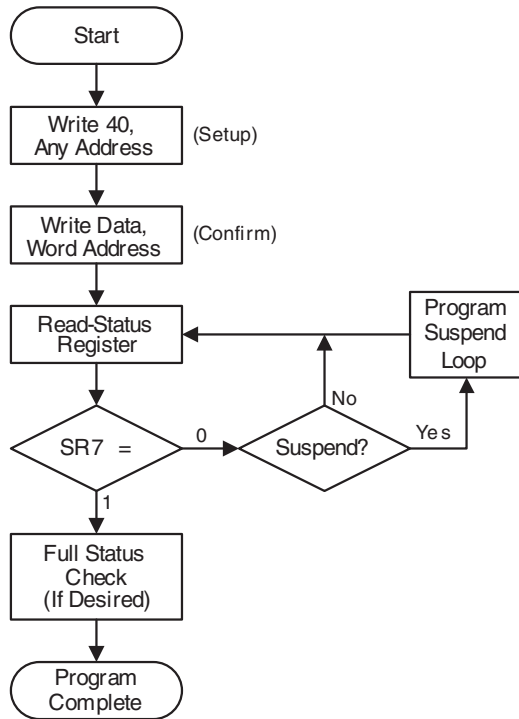 Start
Write 40,
Any Address
(Setup)
Write Data,
Word Address
(Confirm)
Read-Status
Register
Program
Suspend
Loop
No
SR7 =
0
Suspend?
Yes
1
Full Status
Check
(If Desired)
Program
Complete